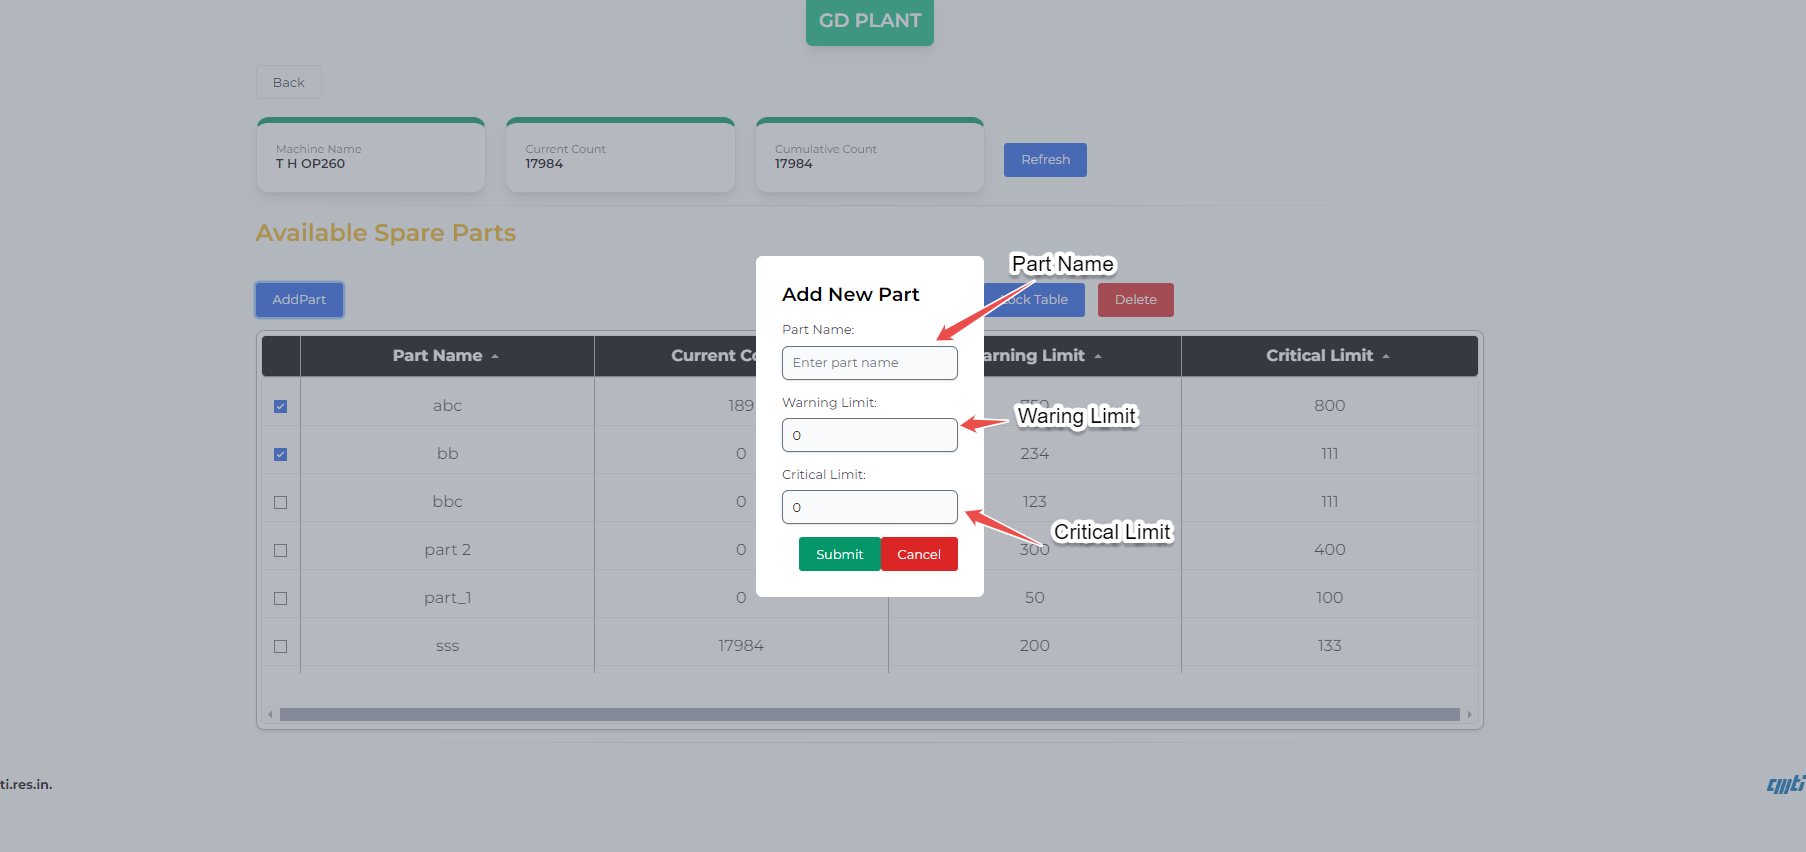 GD PLANT
Back
Machine Name
T H OP260
Current Count
17984
Cumulative Count
17984
Refresh
Available Spare Parts
AddPart
ock Table
Delete
Part Name
Current Co
arning Limit
Critical Limit
abc
189
800
bb
0
234
111
bbc
0
123
111
part 2
0
300
400
part_1
0
50
100
sss
17984
200
133
Add New Part
Part Name:
Enter part name
Warning Limit:
0
Critical Limit:
0
Submit
Cancel
Part Name
Waring Limit
Critical Limit
ti.res.in.
cmti